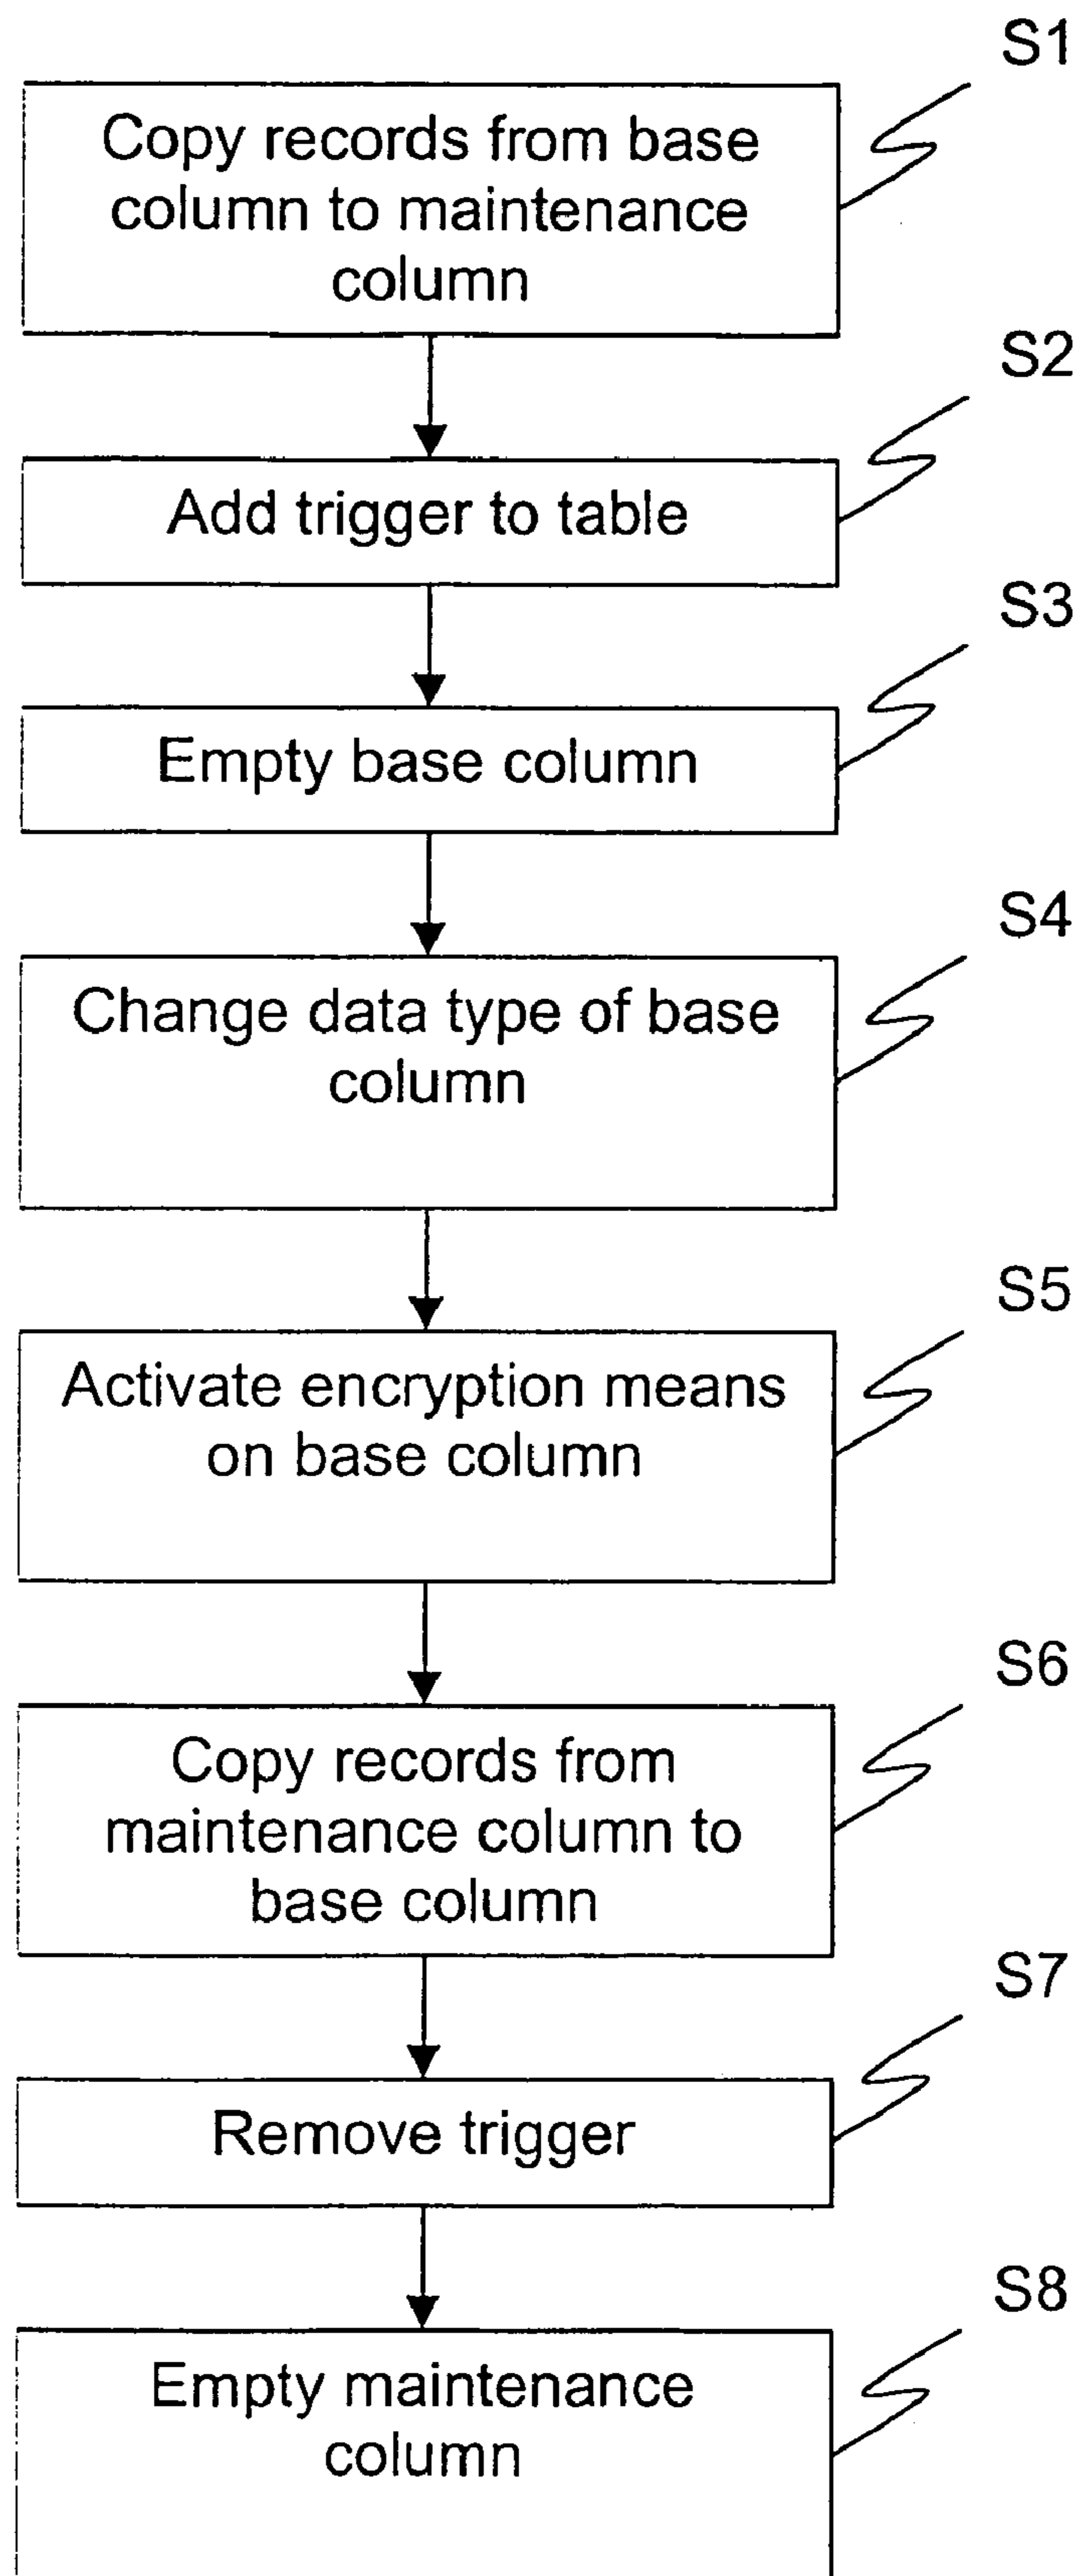 S1
Copy records from base
column to maintenance
column
S2
Add trigger to table
S3
Empty base column
S4
Change data type of base
column
S5
Activate encryption means
on base column
S6
Copy records from
maintenance column to
base column
S7
Remove trigger
S8
Empty maintenance
column